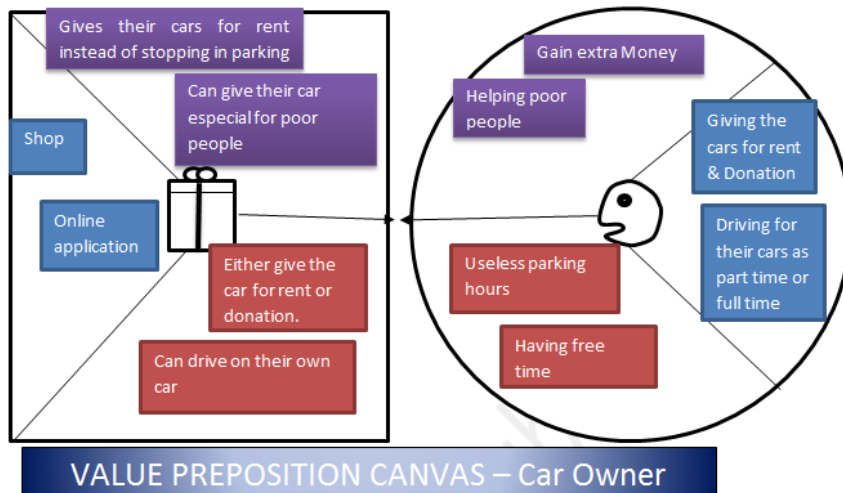 Gives their cars for rent
instead of stopping in parking
Can give their car
especial for poor
people
Shop
Online
application
Either give the
car for rent or
donation.
Can drive on their own
car
Gain extra Money
Helping poor
people
Giving the
cars for rent
& Donation
Driving for
their cars as
part time or
full time
Useless parking
hours
Having free
time
VALUE PREPOSITION CANVAS – Car Owner